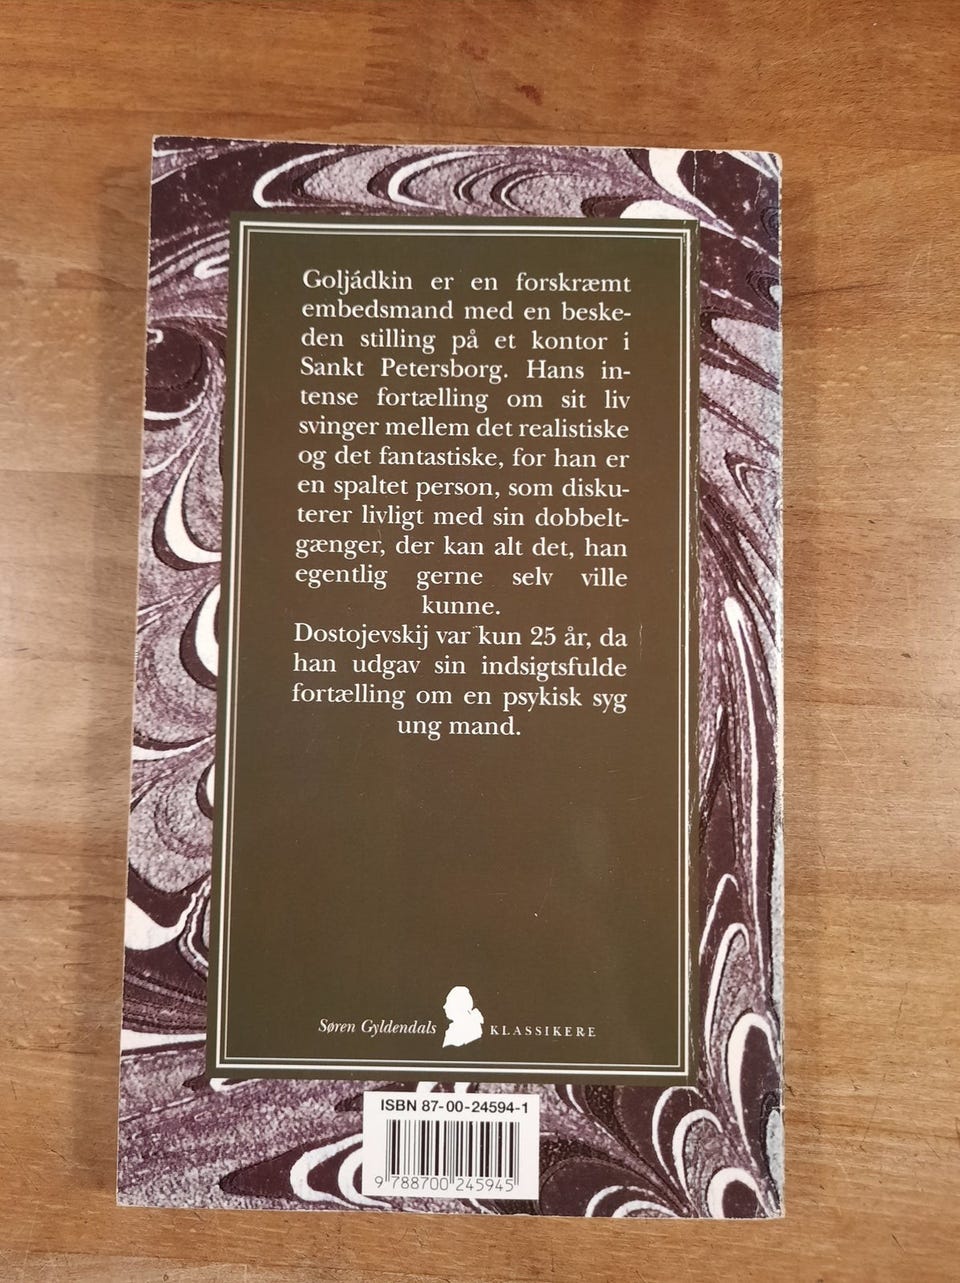 Goljádkin er en forskræmt
embedsmand med en beske-
den stilling på et kontor i
Sankt Petersborg. Hans in-
tense fortælling om sit liv
svinger mellem det realistiske
og det fantastiske, for han er
en spaltet person, som disku-
terer livligt med sin dobbelt-
gænger, der kan alt det, han
egentlig gerne selv ville
kunne.
Dostojevskij var kun 25 år, da
han udgav sin indsigtsfulde
fortælling om en psykisk syg
ung mand.
Søren Gyldendals KLASSIKERE
ISBN 87-00-24594-1
9 788700 245945